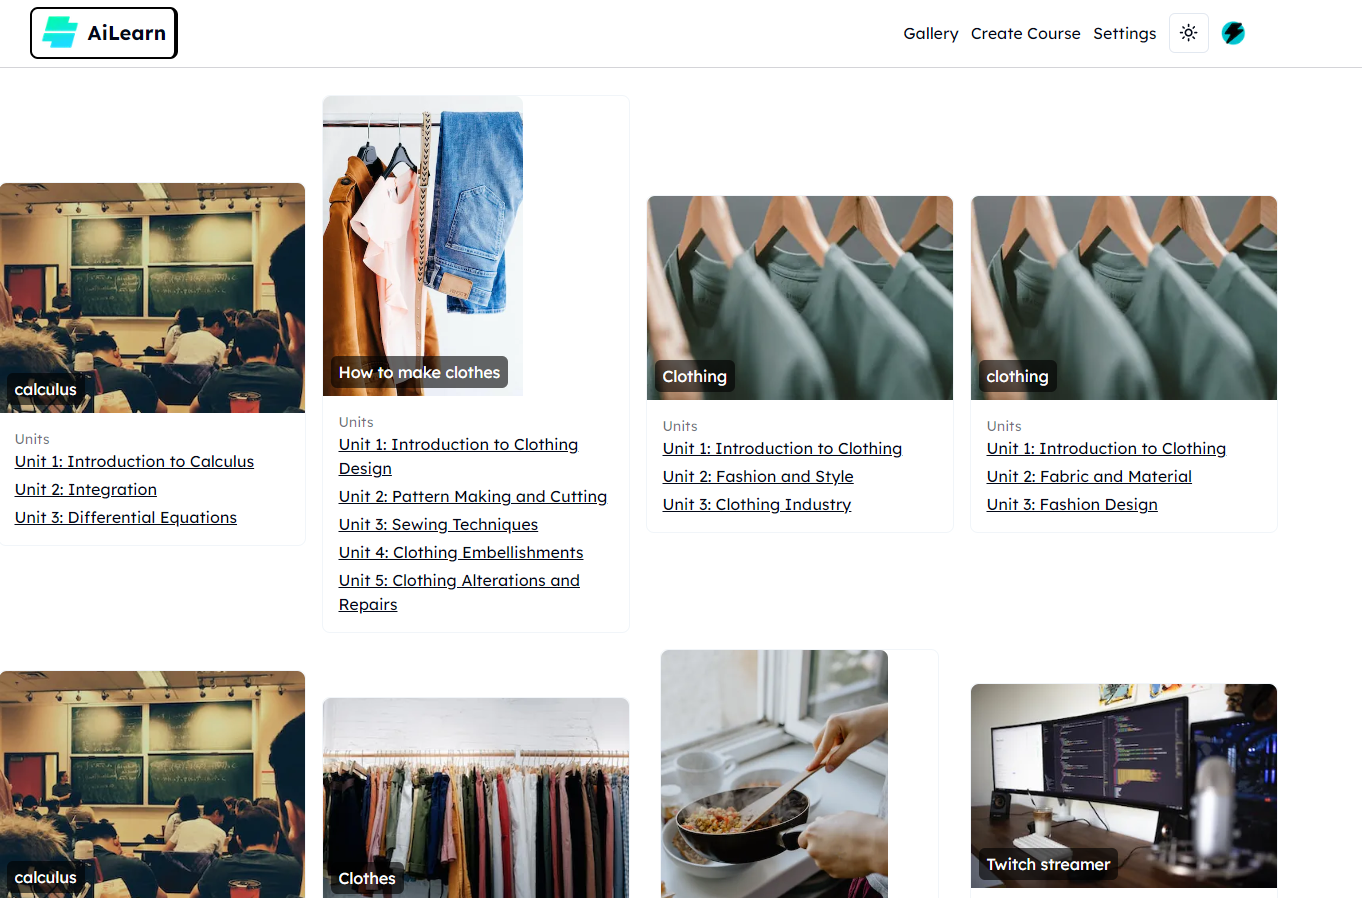 AiLearn
Gallery Create Course Settings
calculus
Units
Unit 1: Introduction to Calculus
Unit 2: Integration
Unit 3: Differential Equations
How to make clothes
Units
Unit 1: Introduction to Clothing
Design
Unit 2: Pattern Making and Cutting
Unit 3: Sewing Techniques
Unit 4: Clothing Embellishments
Unit 5: Clothing Alterations and
Repairs
Clothing
Units
Unit 1: Introduction to Clothing
Unit 2: Fashion and Style
Unit 3: Clothing Industry
clothing
Units
Unit 1: Introduction to Clothing
Unit 2: Fabric and Material
Unit 3: Fashion Design
calculus
Clothes
Twitch streamer